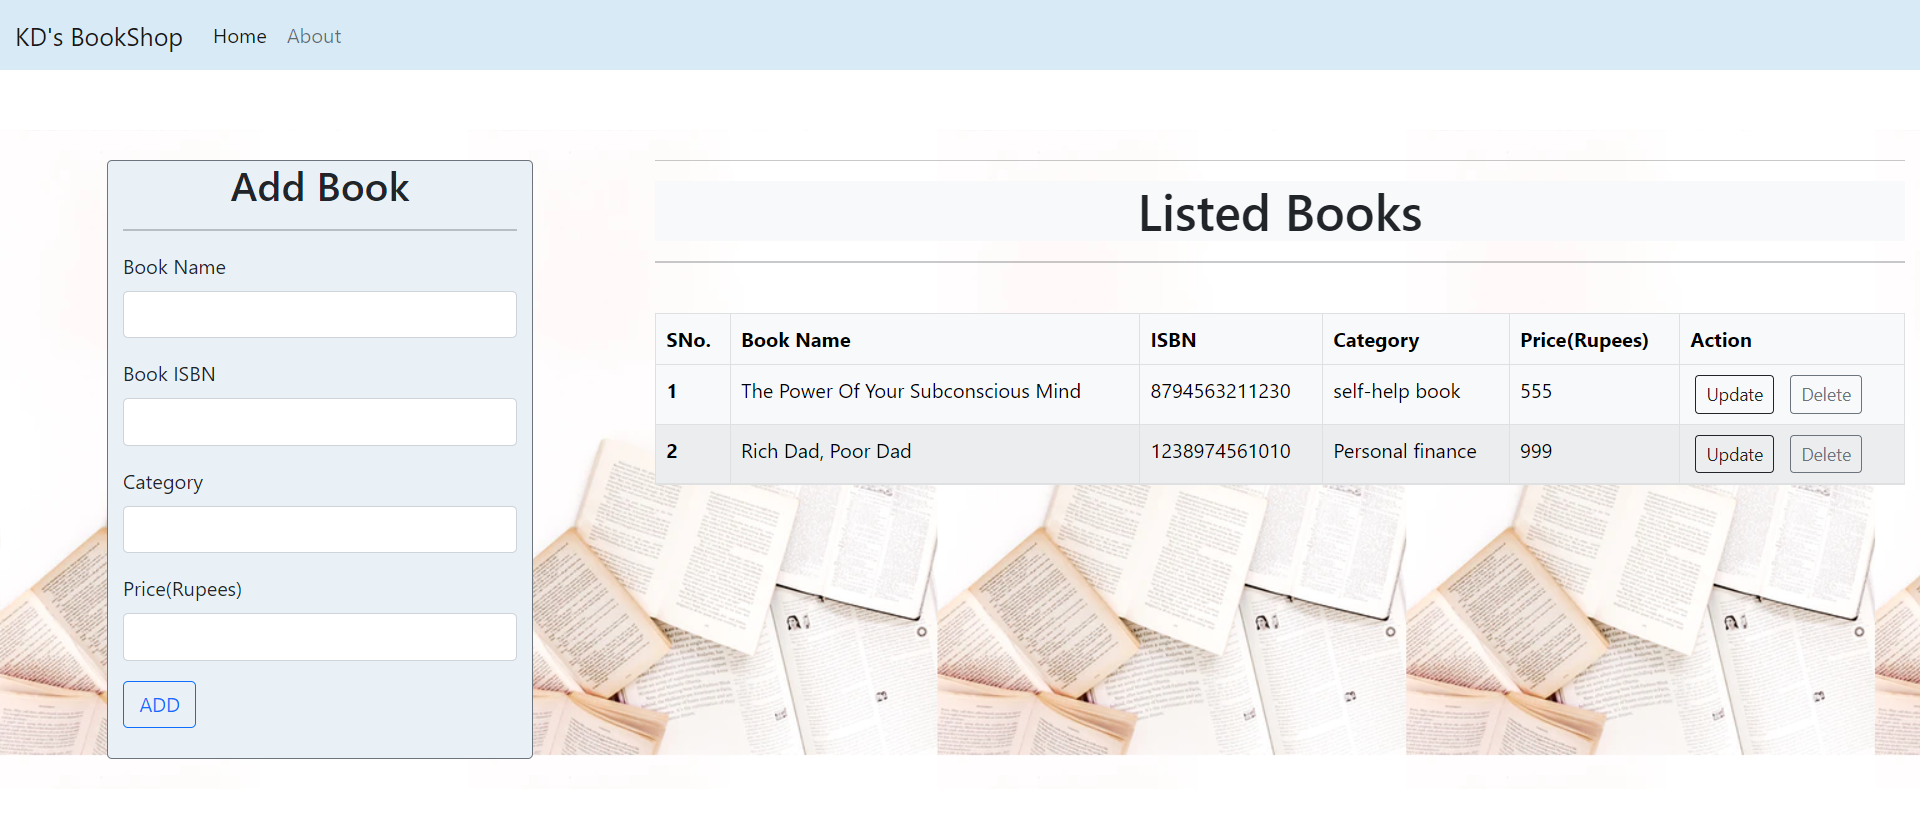 KD's BookShop Home About
Add Book
Book Name
Book ISBN
Category
Price(Rupees)
ADD
Listed Books
SNo. Book Name ISBN Category Price(Rupees) Action
1 The Power Of Your Subconscious Mind 8794563211230 self-help book 555 Update Delete
2 Rich Dad, Poor Dad 1238974561010 Personal finance 999 Update Delete